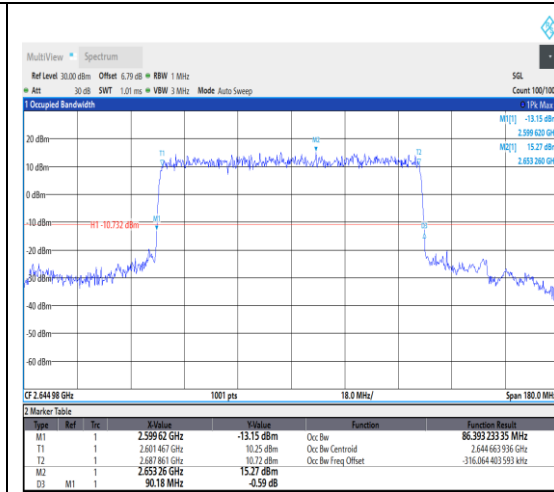 MultiView Spectrum
Ref Level 30.00 dBm Offset 6.79 dB RBW 1 MHz SGL
Att 30 dB SWT 1.01 ms VBW 3 MHz Mode Auto Sweep Count 100/100
1 Occupied Bandwidth 1Pk Max
M1[1] -13.15 dBm
2.599 620 GHz
M2[1] 15.27 dBm
2.653 260 GHz
20 dBm
T1 M2 T2
10 dBm
0 dBm
-10 dBm
H1 -10.732 dBm
M1 D3
-20 dBm
-30 dBm
-40 dBm
-50 dBm
-60 dBm
CF 2.644 98 GHz 1001 pts 18.0 MHz/ Span 180.0 MHz
2 Marker Table
Type Ref Trc X-Value Y-Value Function Function Result
M1 1 2.599 62 GHz -13.15 dBm Occ Bw 86.393 233 35 MHz
T1 1 2.601 467 GHz 10.25 dBm Occ Bw Centroid 2.644 663 936 GHz
T2 1 2.687 861 GHz 10.72 dBm Occ Bw Freq Offset -316.064 403 593 kHz
M2 1 2.653 26 GHz 15.27 dBm
D3 M1 1 90.18 MHz -0.59 dB